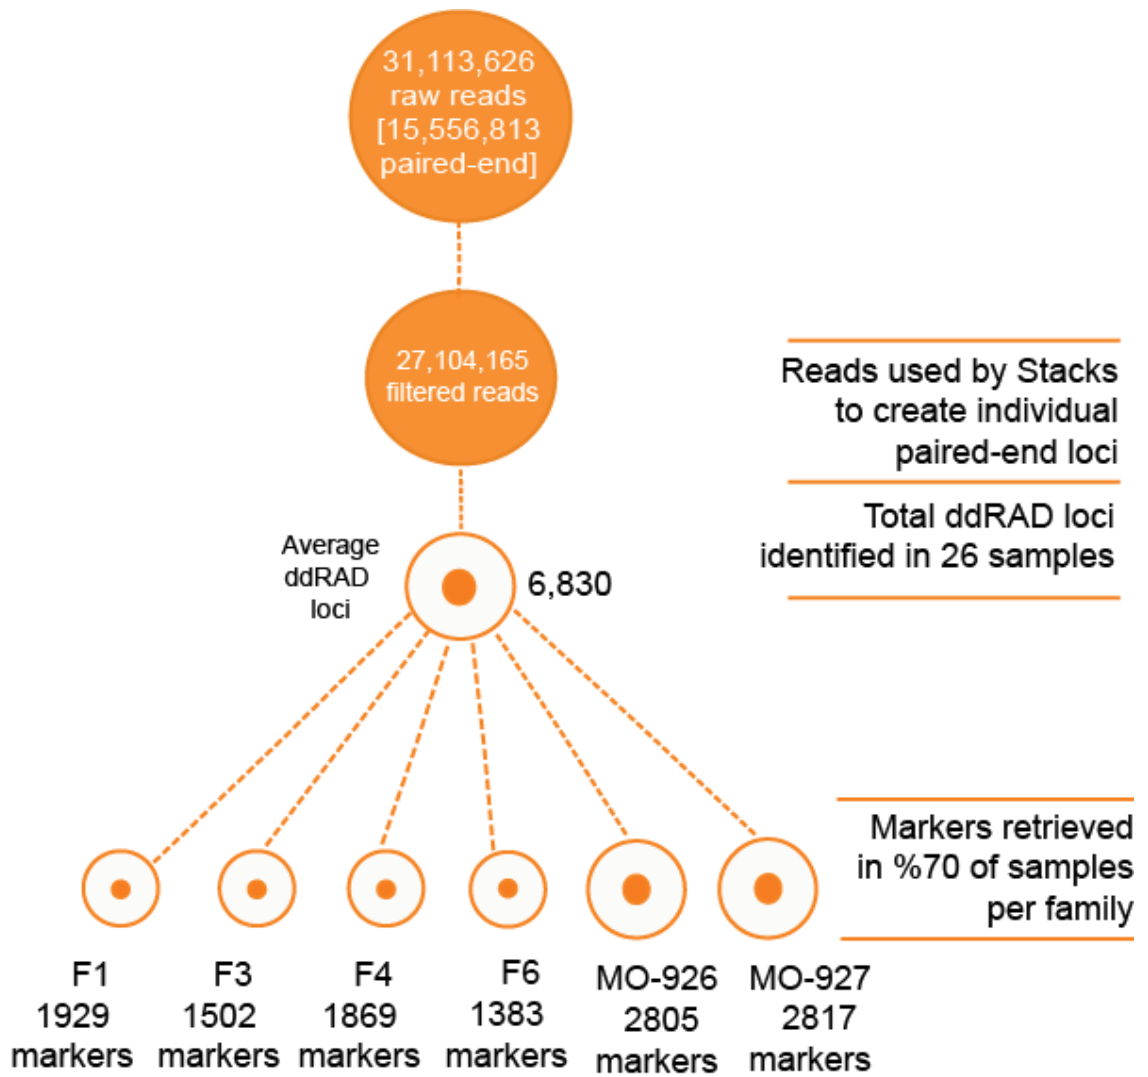 31,113,626
raw reads
[15,556,813
paired-end]
27,104,165
filtered reads
Reads used by Stacks
to create individual
paired-end loci
Total ddRAD loci
identified in 26 samples
Average
ddRAD
loci
6,830
Markers retrieved
in %70 of samples
per family
F1
1929
markers
F3
1502
markers
F4
1869
markers
F6
1383
markers
MO-926
2805
markers
MO-927
2817
markers